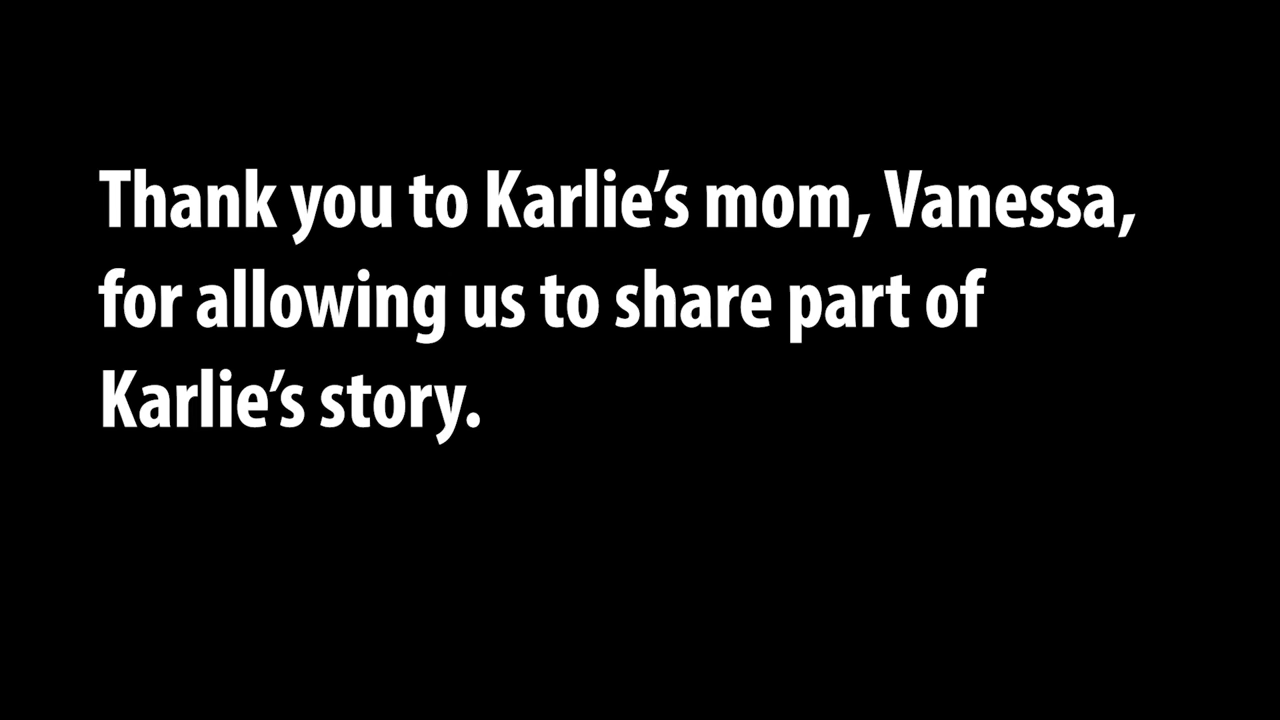 Thank you to Karlie’s mom, Vanessa,
for allowing us to share part of
Karlie’s story.